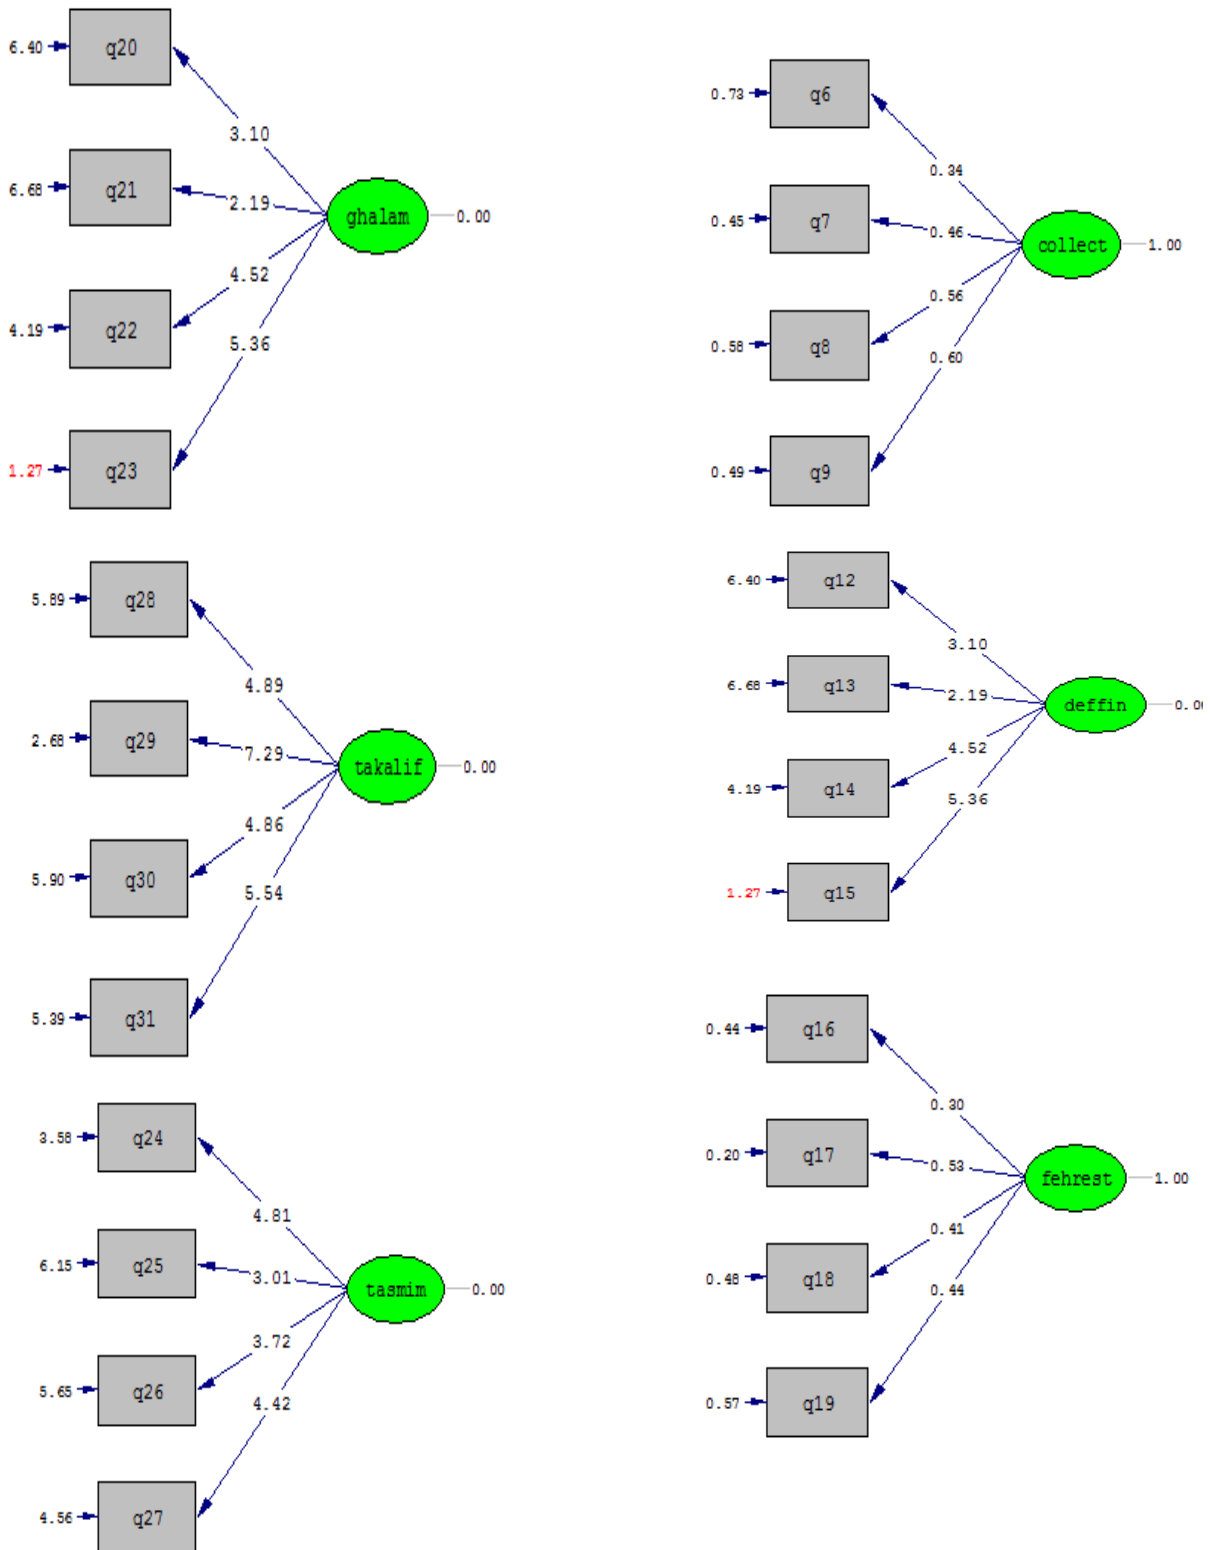 6.40 q20
3.10
6.68 q21
2.19
ghalam 0.00
4.52
4.19 q22
5.36
1.27 q23
0.73 q6
0.34
0.45 q7
0.46
collect 1.00
0.56
0.58 q8
0.60
0.49 q9
5.89 q28
4.89
2.68 q29
7.29
takalif 0.00
4.86
5.90 q30
5.54
5.39 q31
6.40 q12
3.10
6.68 q13
2.19
deffin 0.0
4.52
4.19 q14
5.36
1.27 q15
3.58 q24
4.81
6.15 q25
3.01
tasmim 0.00
3.72
5.65 q26
4.42
4.56 q27
0.44 q16
0.30
0.20 q17
0.53
fehrest 1.00
0.41
0.48 q18
0.44
0.57 q19